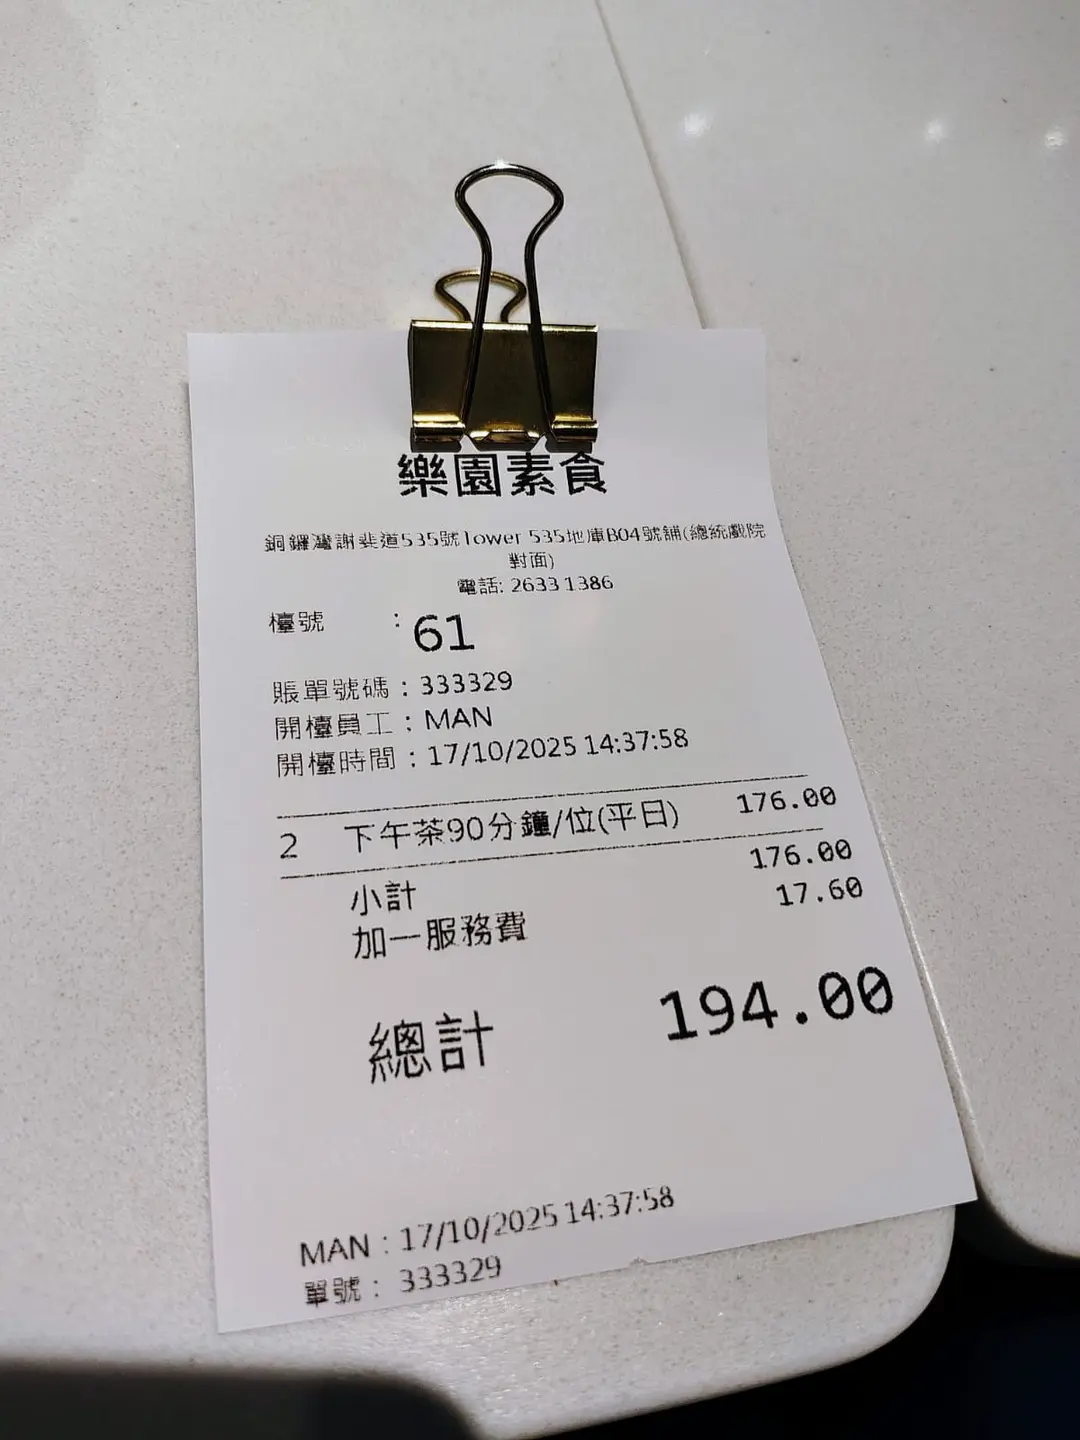 樂園素食
銅鑼灣謝斐道535號Tower 535地庫B04號舖(總統戲院
對面)
電話: 2633 1386
檯號 : 61
賬單號碼 : 333329
開檯員工 : MAN
開檯時間 : 17/10/2025 14:37:58
2 下午茶90分鐘/位(平日) 176.00
小計 176.00
加一服務費 17.60
總計 194.00
MAN : 17/10/2025 14:37:58
單號 : 333329